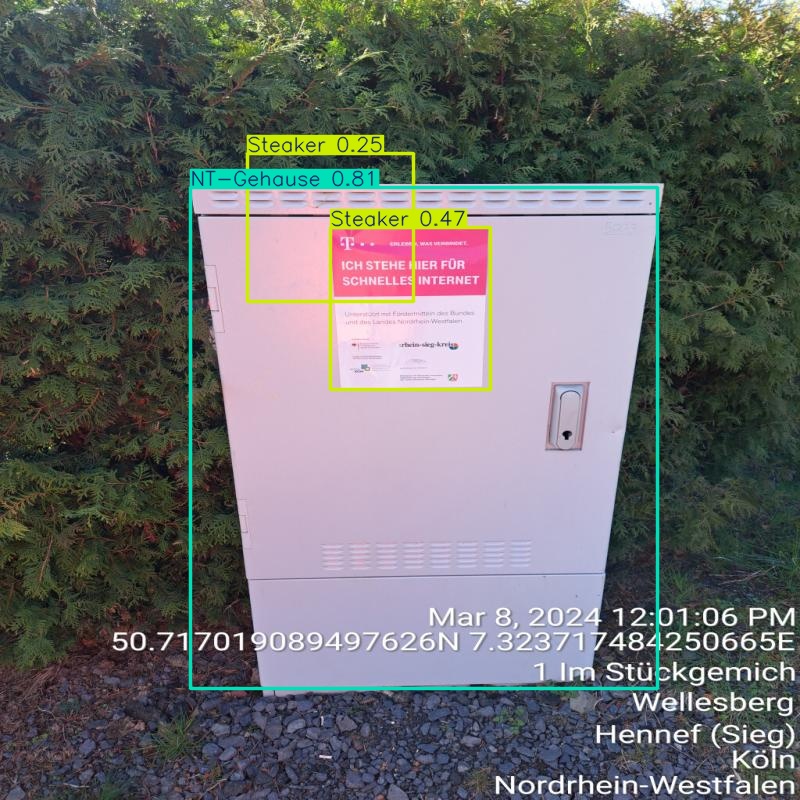 Steaker 0.25
NT-Gehause 0.81
Steaker 0.47
5G73
T
ERLEBEN, WAS VERBINDET.
ICH STEHE HIER FÜR
SCHNELLES INTERNET
Unterstützt mit Fördermitteln des Bundes
und des Landes Nordrhein-Westfalen
rhein-sieg-kreis
Mar 8, 2024 12:01:06 PM
50.717019089497626N 7.323717484250665E
1 Im Stückgemich
Wellesberg
Hennef (Sieg)
Köln
Nordrhein-Westfalen